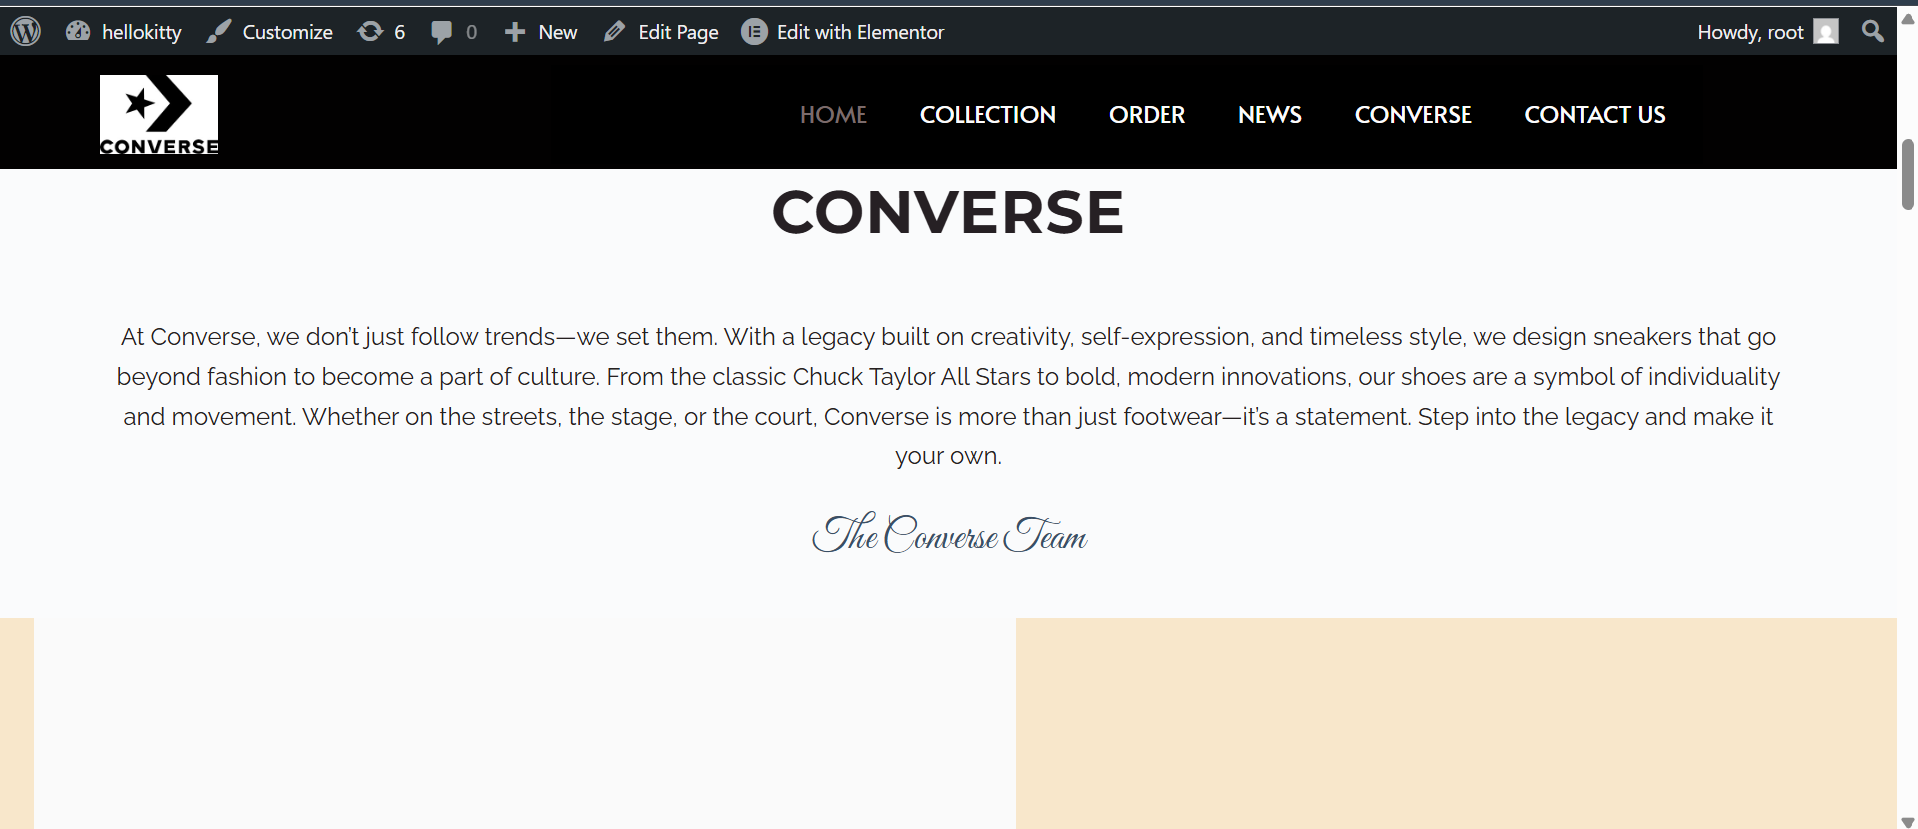 hellokitty Customize 6 0 New Edit Page Edit with Elementor Howdy, root
CONVERSE
HOME COLLECTION ORDER NEWS CONVERSE CONTACT US
CONVERSE
At Converse, we don’t just follow trends—we set them. With a legacy built on creativity, self-expression, and timeless style, we design sneakers that go
beyond fashion to become a part of culture. From the classic Chuck Taylor All Stars to bold, modern innovations, our shoes are a symbol of individuality
and movement. Whether on the streets, the stage, or the court, Converse is more than just footwear—it’s a statement. Step into the legacy and make it
your own.
The Converse Team